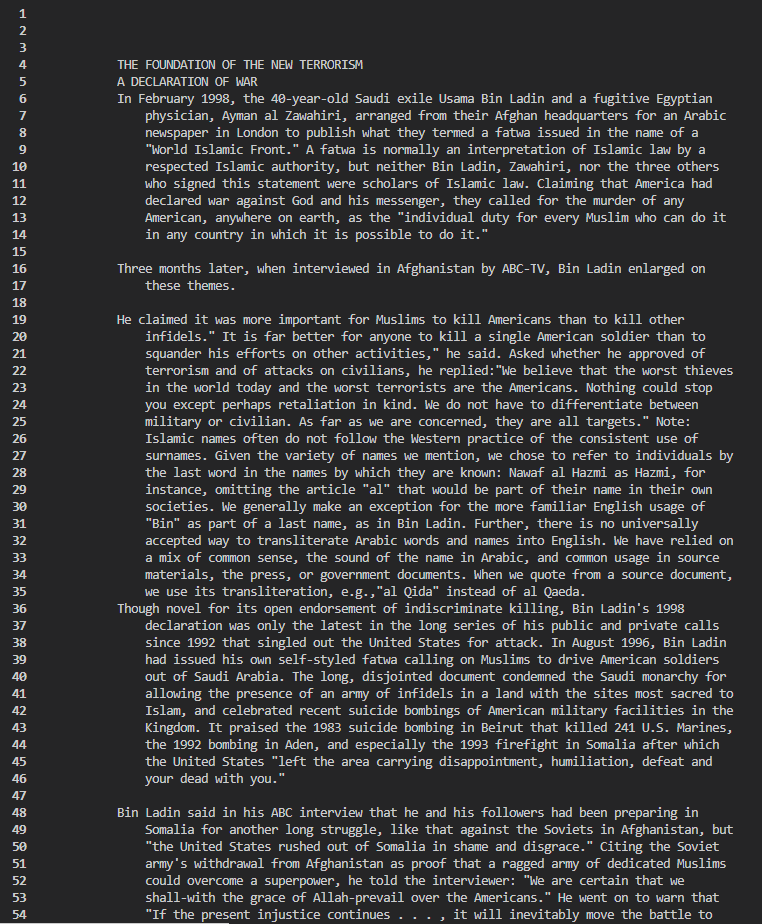 1
2
3
4 THE FOUNDATION OF THE NEW TERRORISM
5 A DECLARATION OF WAR
6 In February 1998, the 40-year-old Saudi exile Usama Bin Ladin and a fugitive Egyptian
7 physician, Ayman al Zawahiri, arranged from their Afghan headquarters for an Arabic
8 newspaper in London to publish what they termed a fatwa issued in the name of a
9 "World Islamic Front." A fatwa is normally an interpretation of Islamic law by a
10 respected Islamic authority, but neither Bin Ladin, Zawahiri, nor the three others
11 who signed this statement were scholars of Islamic law. Claiming that America had
12 declared war against God and his messenger, they called for the murder of any
13 American, anywhere on earth, as the "individual duty for every Muslim who can do it
14 in any country in which it is possible to do it."
15
16 Three months later, when interviewed in Afghanistan by ABC-TV, Bin Ladin enlarged on
17 these themes.
18
19 He claimed it was more important for Muslims to kill Americans than to kill other
20 infidels." It is far better for anyone to kill a single American soldier than to
21 squander his efforts on other activities," he said. Asked whether he approved of
22 terrorism and of attacks on civilians, he replied:"We believe that the worst thieves
23 in the world today and the worst terrorists are the Americans. Nothing could stop
24 you except perhaps retaliation in kind. We do not have to differentiate between
25 military or civilian. As far as we are concerned, they are all targets." Note:
26 Islamic names often do not follow the Western practice of the consistent use of
27 surnames. Given the variety of names we mention, we chose to refer to individuals by
28 the last word in the names by which they are known: Nawaf al Hazmi as Hazmi, for
29 instance, omitting the article "al" that would be part of their name in their own
30 societies. We generally make an exception for the more familiar English usage of
31 "Bin" as part of a last name, as in Bin Ladin. Further, there is no universally
32 accepted way to transliterate Arabic words and names into English. We have relied on
33 a mix of common sense, the sound of the name in Arabic, and common usage in source
34 materials, the press, or government documents. When we quote from a source document,
35 we use its transliteration, e.g.,"al Qida" instead of al Qaeda.
36 Though novel for its open endorsement of indiscriminate killing, Bin Ladin's 1998
37 declaration was only the latest in the long series of his public and private calls
38 since 1992 that singled out the United States for attack. In August 1996, Bin Ladin
39 had issued his own self-styled fatwa calling on Muslims to drive American soldiers
40 out of Saudi Arabia. The long, disjointed document condemned the Saudi monarchy for
41 allowing the presence of an army of infidels in a land with the sites most sacred to
42 Islam, and celebrated recent suicide bombings of American military facilities in the
43 Kingdom. It praised the 1983 suicide bombing in Beirut that killed 241 U.S. Marines,
44 the 1992 bombing in Aden, and especially the 1993 firefight in Somalia after which
45 the United States "left the area carrying disappointment, humiliation, defeat and
46 your dead with you."
47
48 Bin Ladin said in his ABC interview that he and his followers had been preparing in
49 Somalia for another long struggle, like that against the Soviets in Afghanistan, but
50 "the United States rushed out of Somalia in shame and disgrace." Citing the Soviet
51 army's withdrawal from Afghanistan as proof that a ragged army of dedicated Muslims
52 could overcome a superpower, he told the interviewer: "We are certain that we
53 shall-with the grace of Allah-prevail over the Americans." He went on to warn that
54 "If the present injustice continues . . . , it will inevitably move the battle to